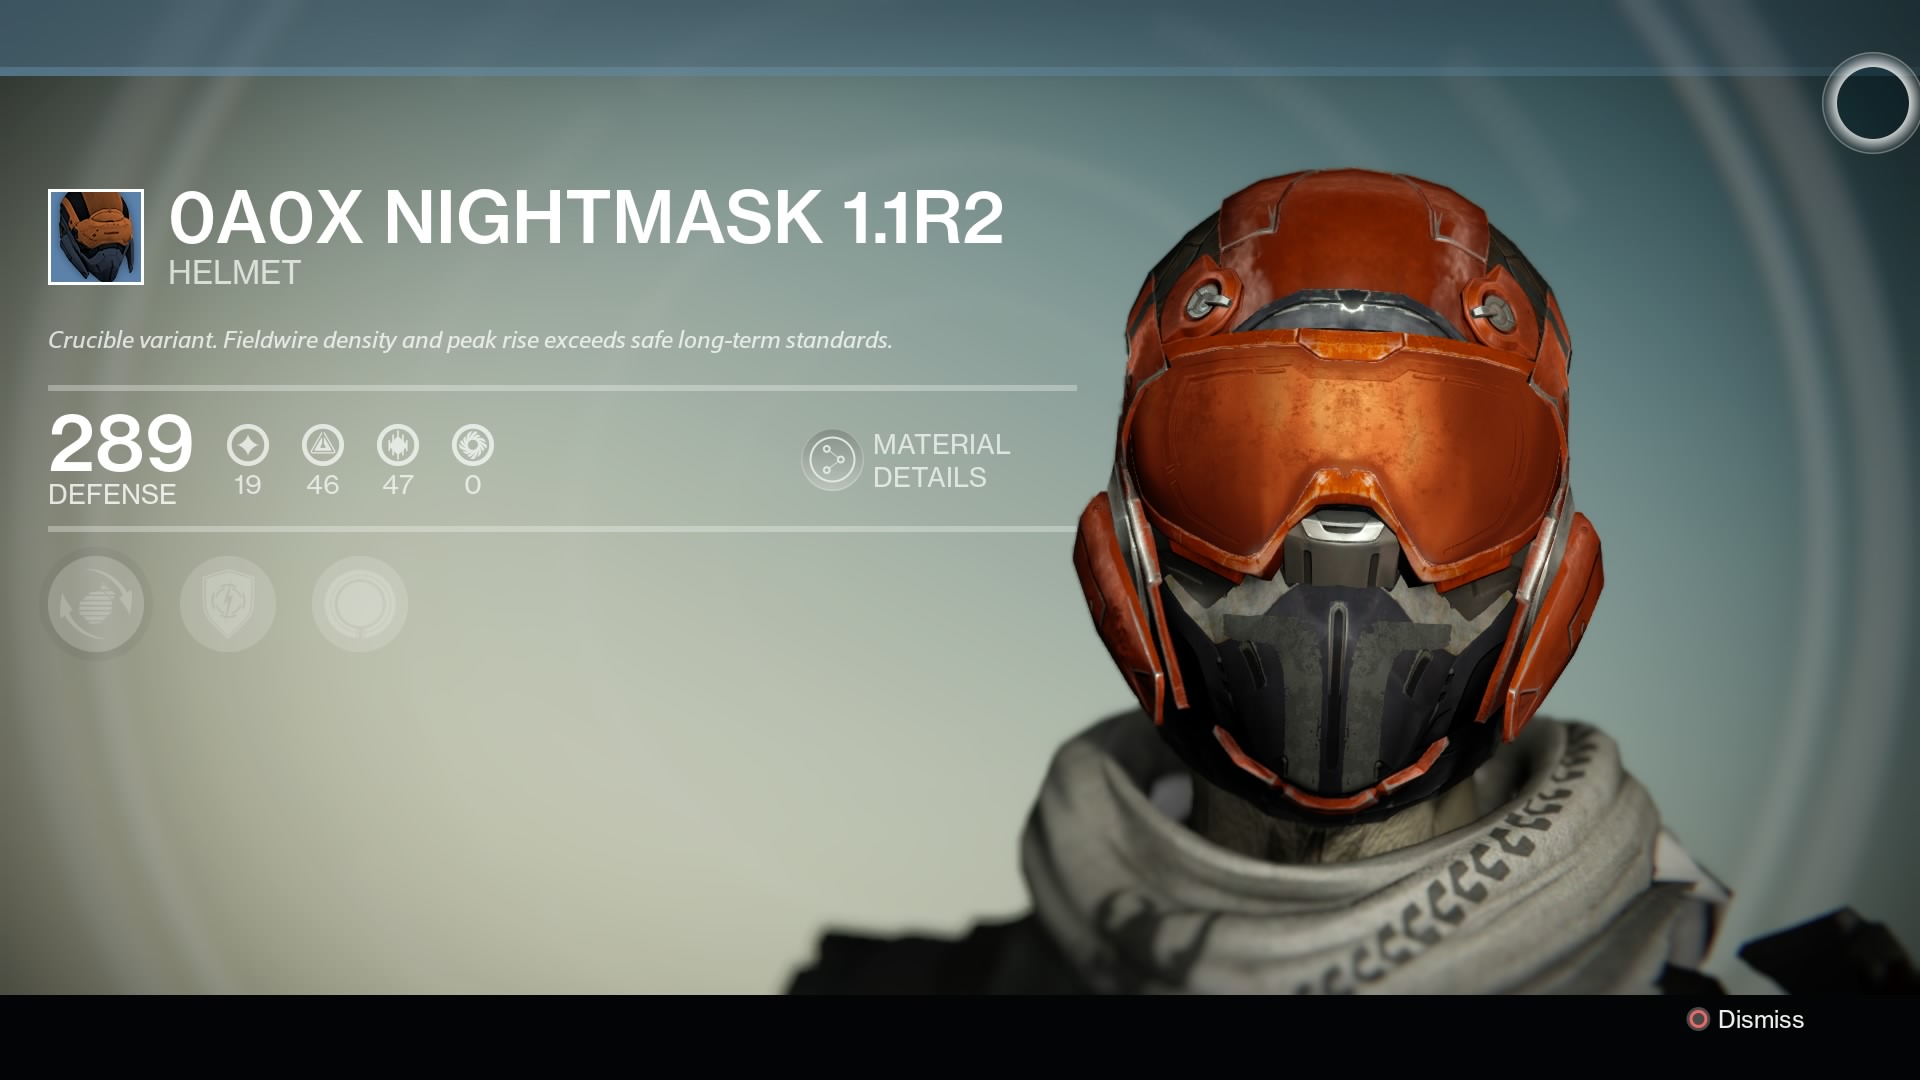 0A0X NIGHTMASK 1.1R2
HELMET
Crucible variant. Fieldwire density and peak rise exceeds safe long-term standards.
289
DEFENSE
19
46
47
0
MATERIAL
DETAILS
Dismiss